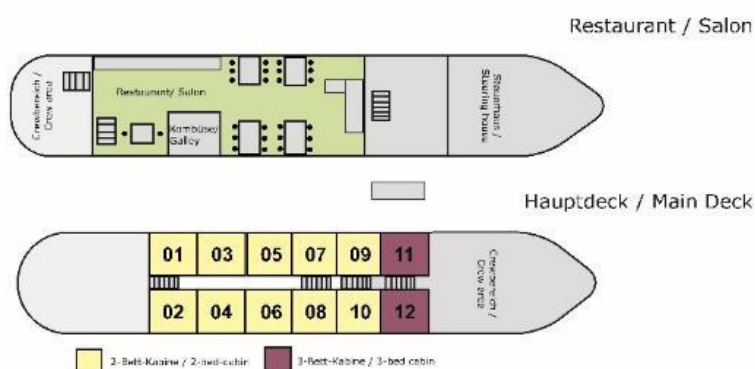 Restaurant / Salon
Crewbereich /
Crew area
Restaurant/ Salon
Kombüse/
Galley
Steuerhaus /
Steering house
Hauptdeck / Main Deck
01 03 05 07 09 11
02 04 06 08 10 12
Crewbereich /
Crew area
2-Bett-Kabine / 2-bed-cabin
3-Bett-Kabine / 3-bed cabin